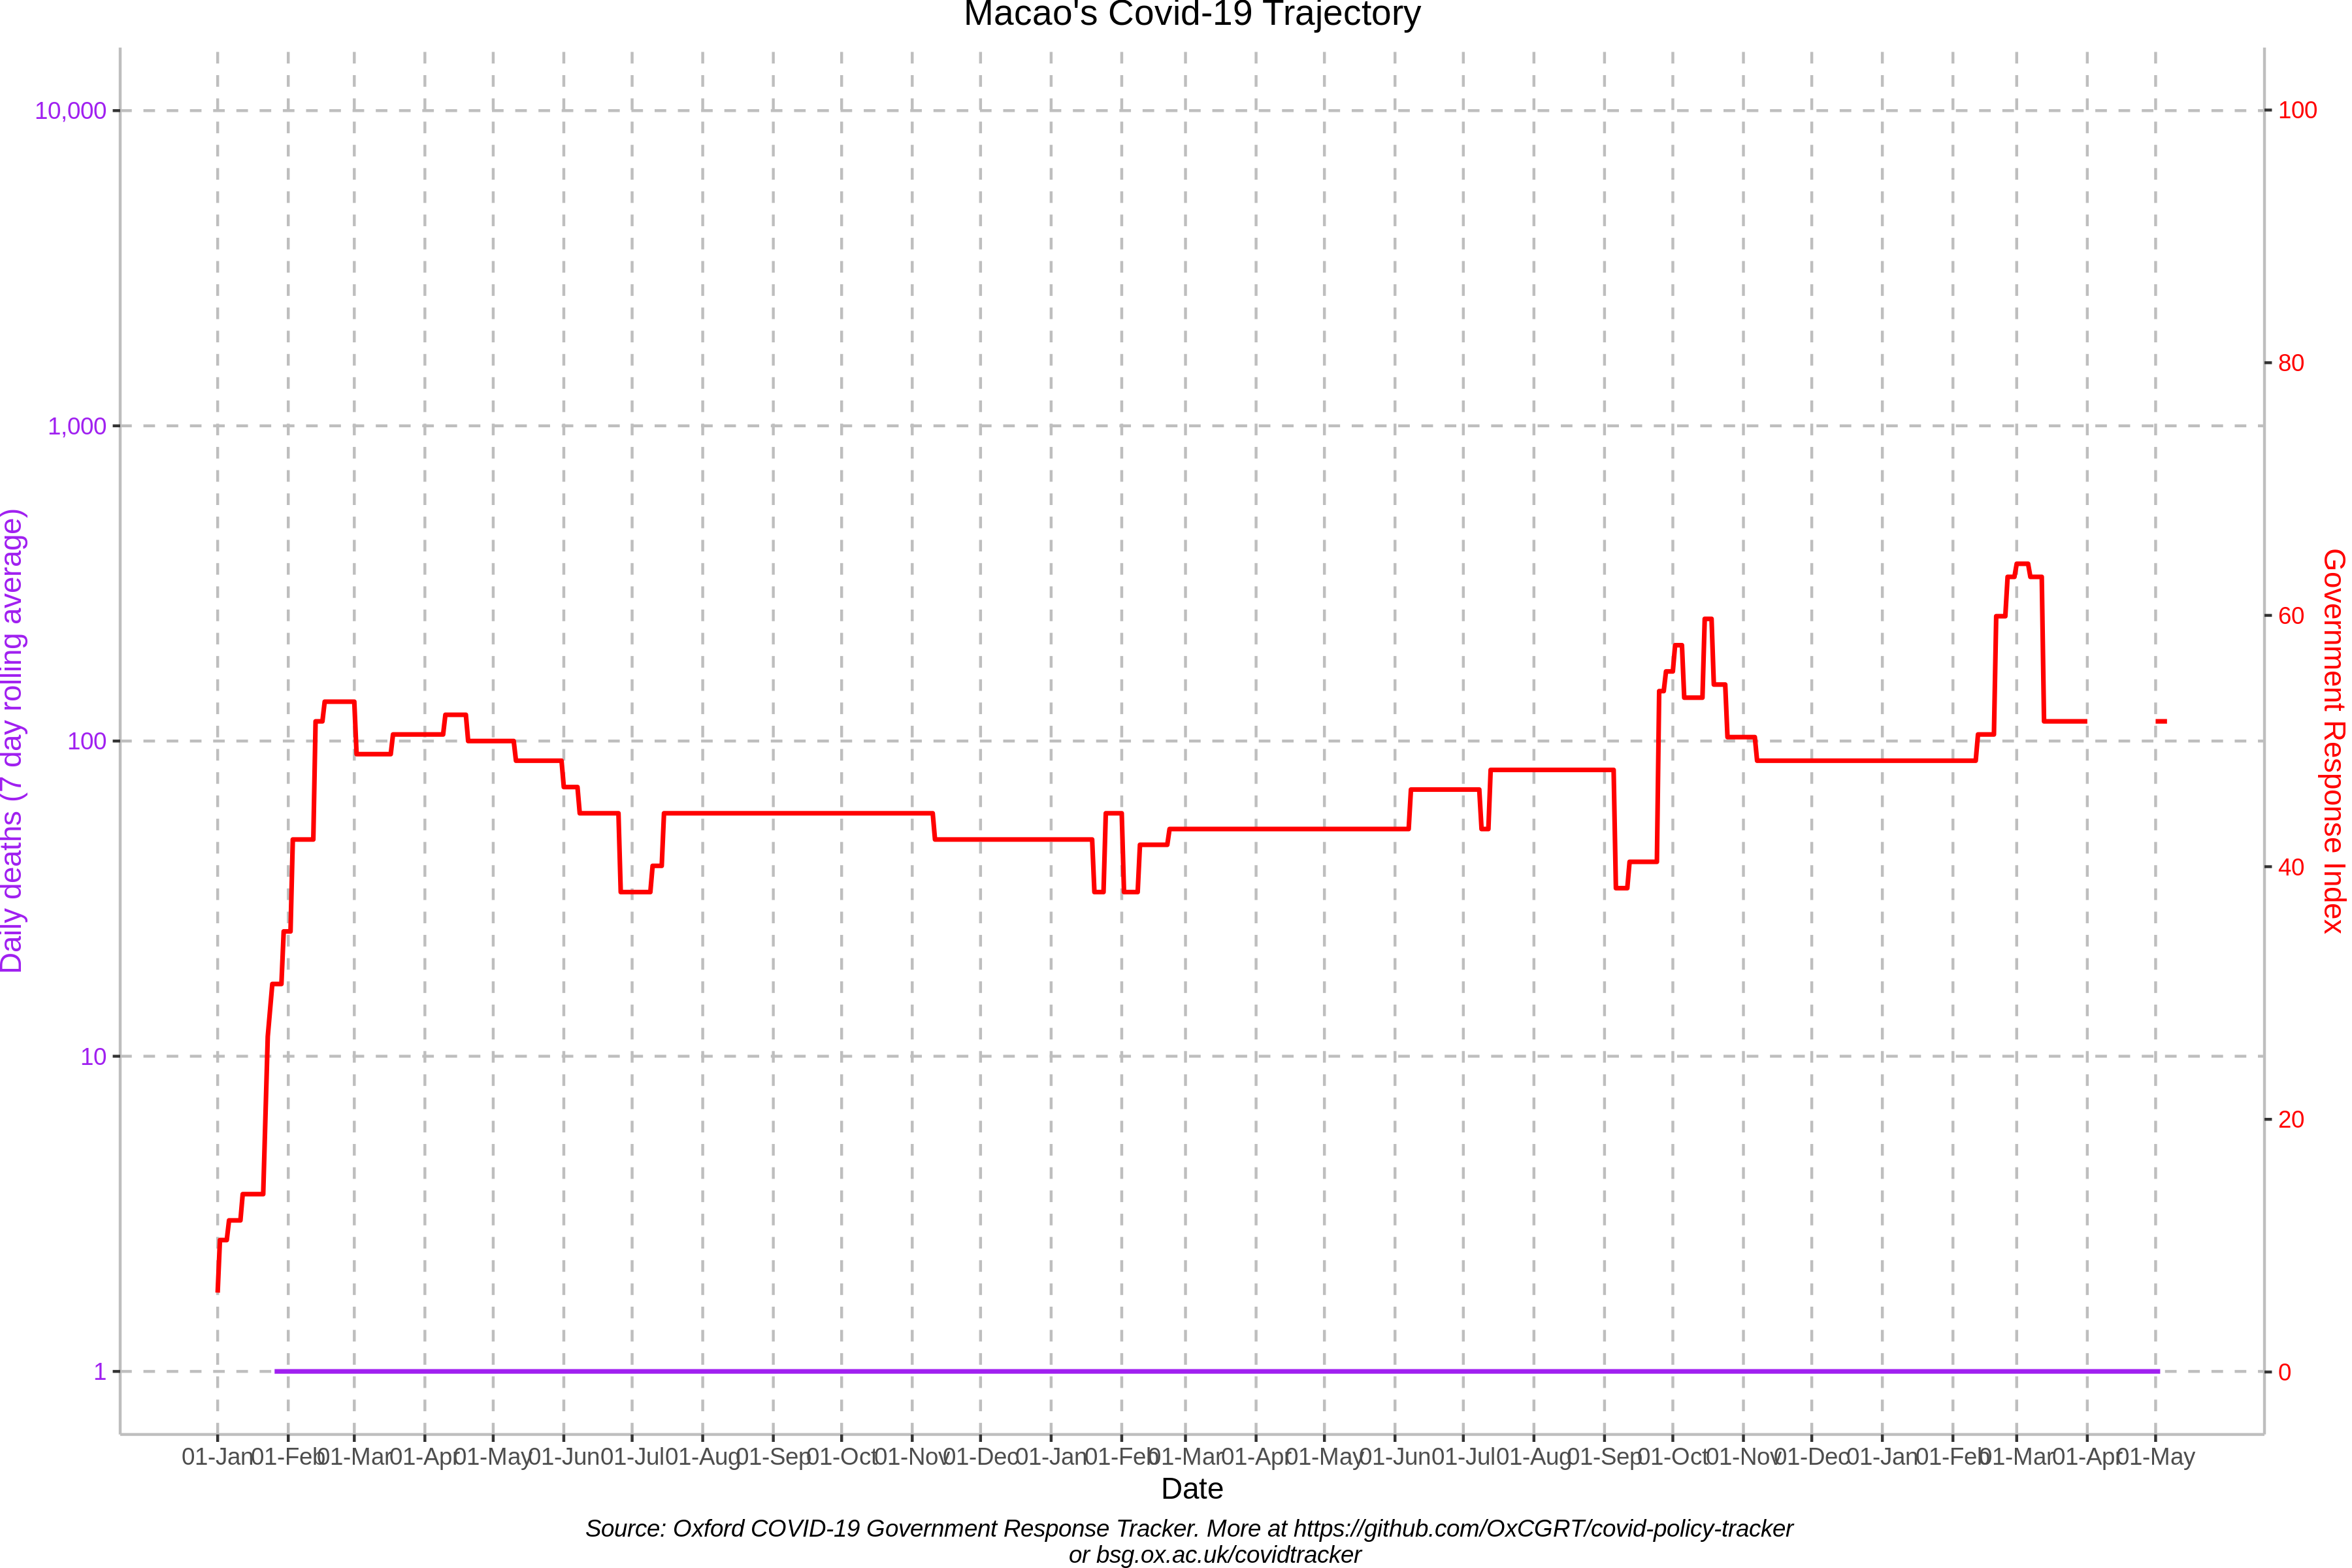 Macao's Covid-19 Trajectory
10,000
1,000
100
10
1
Daily deaths (7 day rolling average)
100
80
60
40
20
0
Government Response Index
01-Jan 01-Feb 01-Mar 01-Apr 01-May 01-Jun 01-Jul 01-Aug 01-Sep 01-Oct 01-Nov 01-Dec 01-Jan 01-Feb 01-Mar 01-Apr 01-May 01-Jun 01-Jul 01-Aug 01-Sep 01-Oct 01-Nov 01-Dec 01-Jan 01-Feb 01-Mar 01-Apr 01-May
Date
Source: Oxford COVID-19 Government Response Tracker. More at https://github.com/OxCGRT/covid-policy-tracker
or bsg.ox.ac.uk/covidtracker